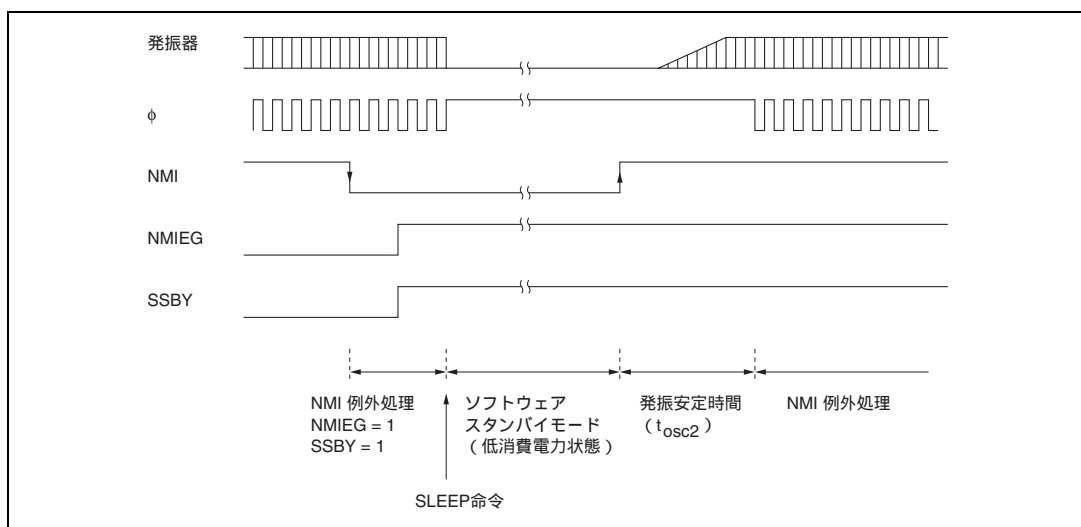 発振器
φ
NMI
NMIEG
SSBY
NMI 例外処理
NMIEG = 1
SSBY = 1
ソフトウェア
スタンバイモード
（低消費電力状態）
発振安定時間
（tosc2）
NMI 例外処理
SLEEP命令